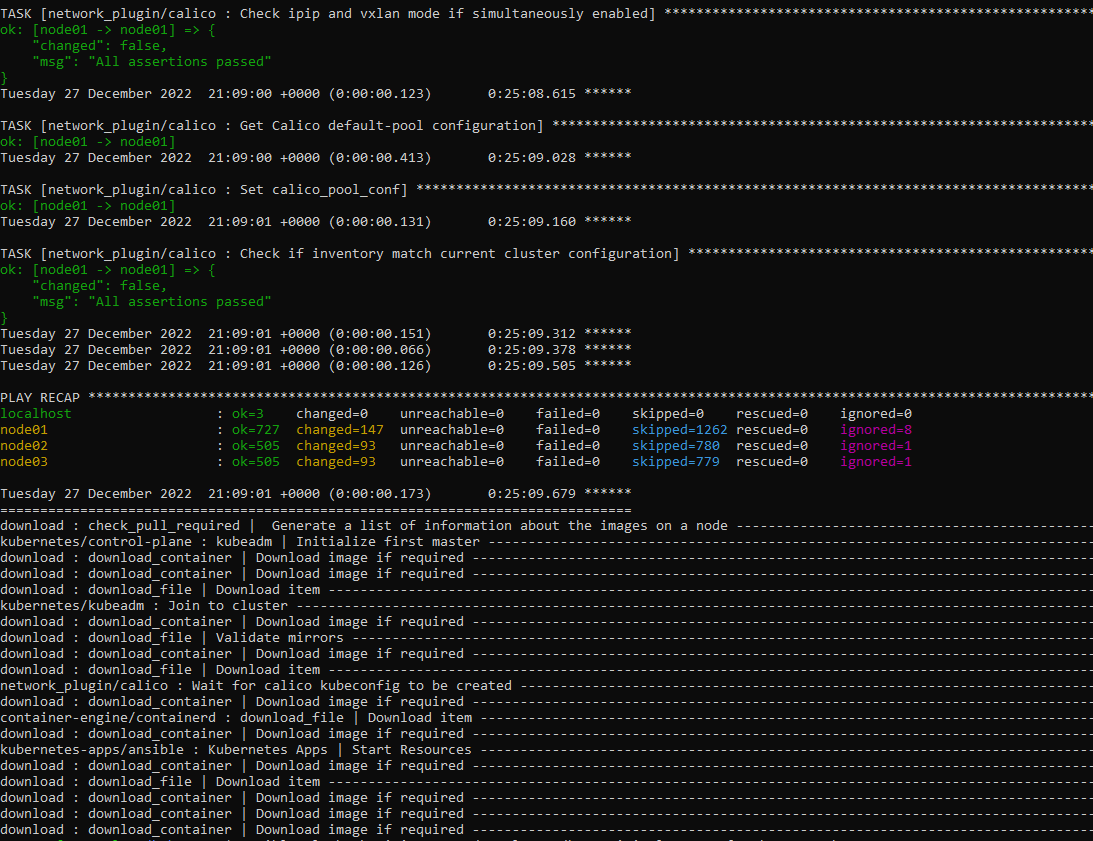 TASK [network_plugin/calico : Check ipip and vxlan mode if simultaneously enabled] ******************************************************
ok: [node01 -> node01] => {
    "changed": false,
    "msg": "All assertions passed"
}
Tuesday 27 December 2022  21:09:00 +0000 (0:00:00.123)       0:25:08.615 ******
TASK [network_plugin/calico : Get Calico default-pool configuration] ********************************************************************
ok: [node01 -> node01]
Tuesday 27 December 2022  21:09:00 +0000 (0:00:00.413)       0:25:09.028 ******
TASK [network_plugin/calico : Set calico_pool_conf] *************************************************************************************
ok: [node01 -> node01]
Tuesday 27 December 2022  21:09:01 +0000 (0:00:00.131)       0:25:09.160 ******
TASK [network_plugin/calico : Check if inventory match current cluster configuration] ***************************************************
ok: [node01 -> node01] => {
    "changed": false,
    "msg": "All assertions passed"
}
Tuesday 27 December 2022  21:09:01 +0000 (0:00:00.151)       0:25:09.312 ******
Tuesday 27 December 2022  21:09:01 +0000 (0:00:00.066)       0:25:09.378 ******
Tuesday 27 December 2022  21:09:01 +0000 (0:00:00.126)       0:25:09.505 ******
PLAY RECAP ******************************************************************************************************************************
localhost                  : ok=3    changed=0    unreachable=0    failed=0    skipped=0    rescued=0    ignored=0
node01                     : ok=727  changed=147  unreachable=0    failed=0    skipped=1262 rescued=0    ignored=8
node02                     : ok=505  changed=93   unreachable=0    failed=0    skipped=780  rescued=0    ignored=1
node03                     : ok=505  changed=93   unreachable=0    failed=0    skipped=779  rescued=0    ignored=1
Tuesday 27 December 2022  21:09:01 +0000 (0:00:00.173)       0:25:09.679 ******
===============================================================================
download : check_pull_required |  Generate a list of information about the images on a node ---------------------------------------------
kubernetes/control-plane : kubeadm | Initialize first master ----------------------------------------------------------------------------
download : download_container | Download image if required ------------------------------------------------------------------------------
download : download_container | Download image if required ------------------------------------------------------------------------------
download : download_file | Download item ------------------------------------------------------------------------------------------------
kubernetes/kubeadm : Join to cluster ----------------------------------------------------------------------------------------------------
download : download_container | Download image if required ------------------------------------------------------------------------------
download : download_file | Validate mirrors ---------------------------------------------------------------------------------------------
download : download_container | Download image if required ------------------------------------------------------------------------------
download : download_file | Download item ------------------------------------------------------------------------------------------------
network_plugin/calico : Wait for calico kubeconfig to be created ------------------------------------------------------------------------
download : download_container | Download image if required ------------------------------------------------------------------------------
container-engine/containerd : download_file | Download item -----------------------------------------------------------------------------
download : download_container | Download image if required ------------------------------------------------------------------------------
kubernetes-apps/ansible : Kubernetes Apps | Start Resources -----------------------------------------------------------------------------
download : download_container | Download image if required ------------------------------------------------------------------------------
download : download_file | Download item ------------------------------------------------------------------------------------------------
download : download_container | Download image if required ------------------------------------------------------------------------------
download : download_container | Download image if required ------------------------------------------------------------------------------
download : download_container | Download image if required ------------------------------------------------------------------------------